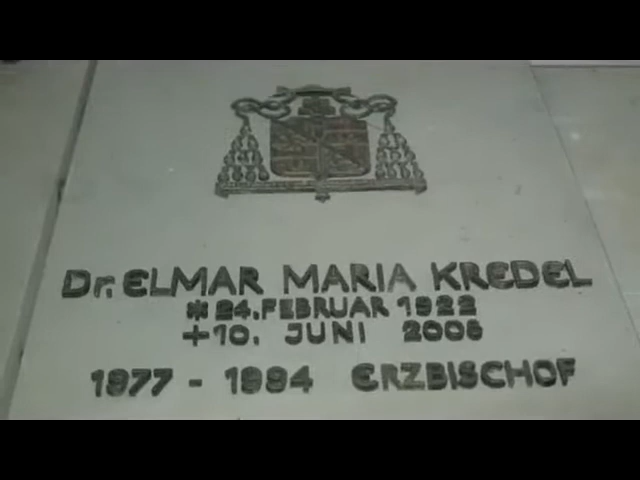 Dr. ELMAR MARIA KREDEL
* 24. FEBRUAR 1922
+ 10. JUNI 2008
1977 - 1994 ERZBISCHOF